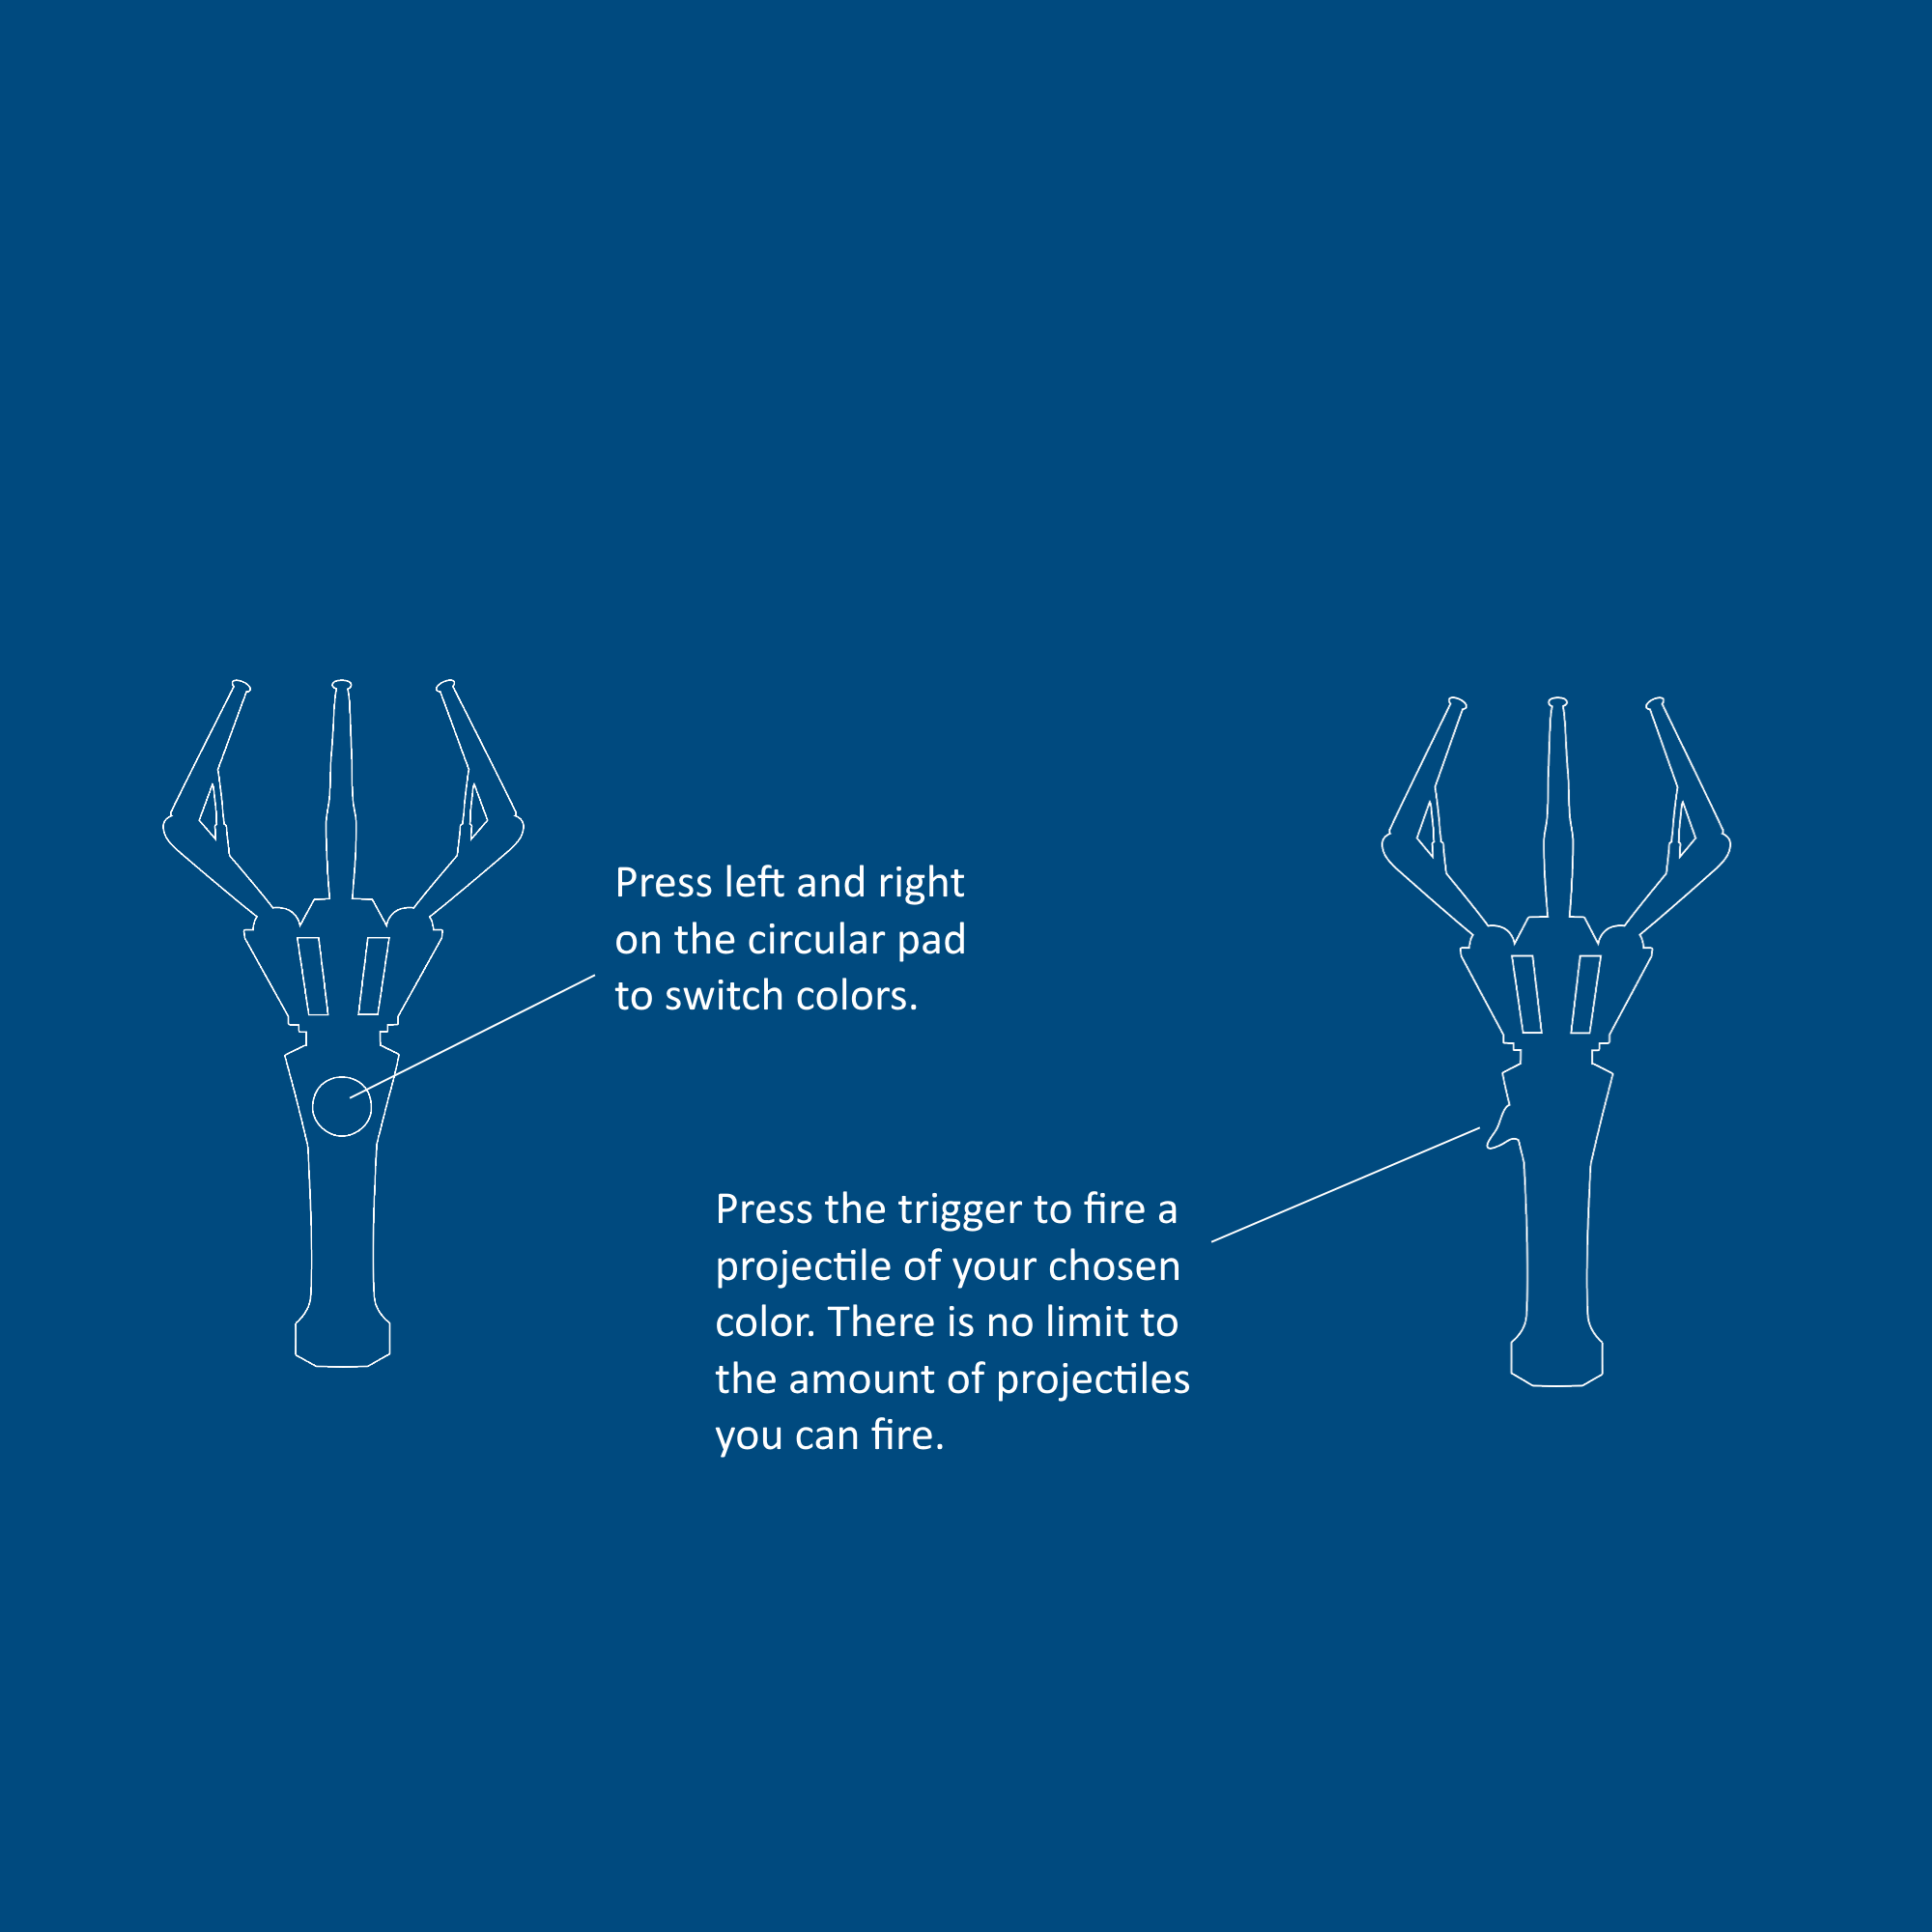 Press left and right
on the circular pad
to switch colors.
Press the trigger to fire a
projectile of your chosen
color. There is no limit to
the amount of projectiles
you can fire.